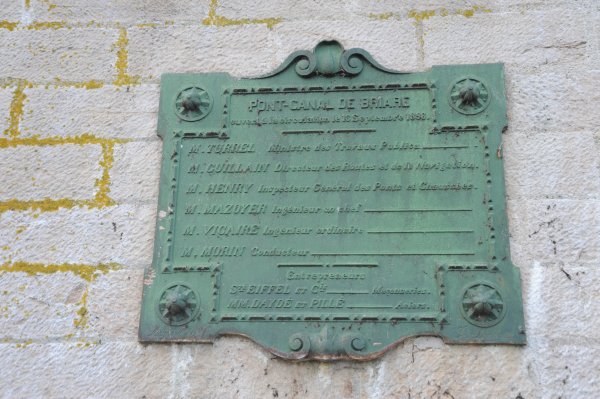 PONT-CANAL DE BRIARE
ouvert à la circulation le 16 Septembre 1896
M. TURREL Ministre des Travaux Publics
M. GUILLAIN Directeur des Routes et de la Navigation.
M. HENRY Inspecteur Général des Ponts et Chaussées.
M. MAZOYER Ingénieur en chef
M. VICAIRE Ingénieur ordinaire
M. MORIN Conducteur
Entrepreneurs
Sté EIFFEL ET Cie Maçonneries.
MM. DAYDÉ ET PILLÉ Aciers.